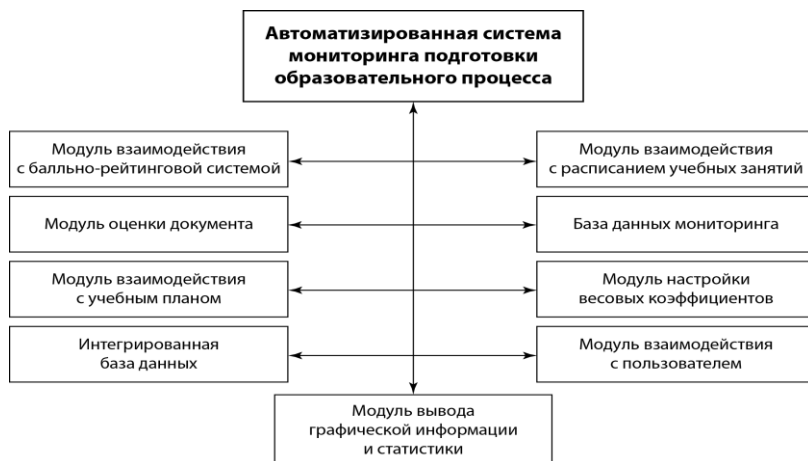 Автоматизированная система
мониторинга подготовки
образовательного процесса
Модуль взаимодействия
с балльно-рейтинговой системой
Модуль взаимодействия
с расписанием учебных занятий
Модуль оценки документа
База данных мониторинга
Модуль взаимодействия
с учебным планом
Модуль настройки
весовых коэффициентов
Интегрированная
база данных
Модуль взаимодействия
с пользователем
Модуль вывода
графической информации
и статистики